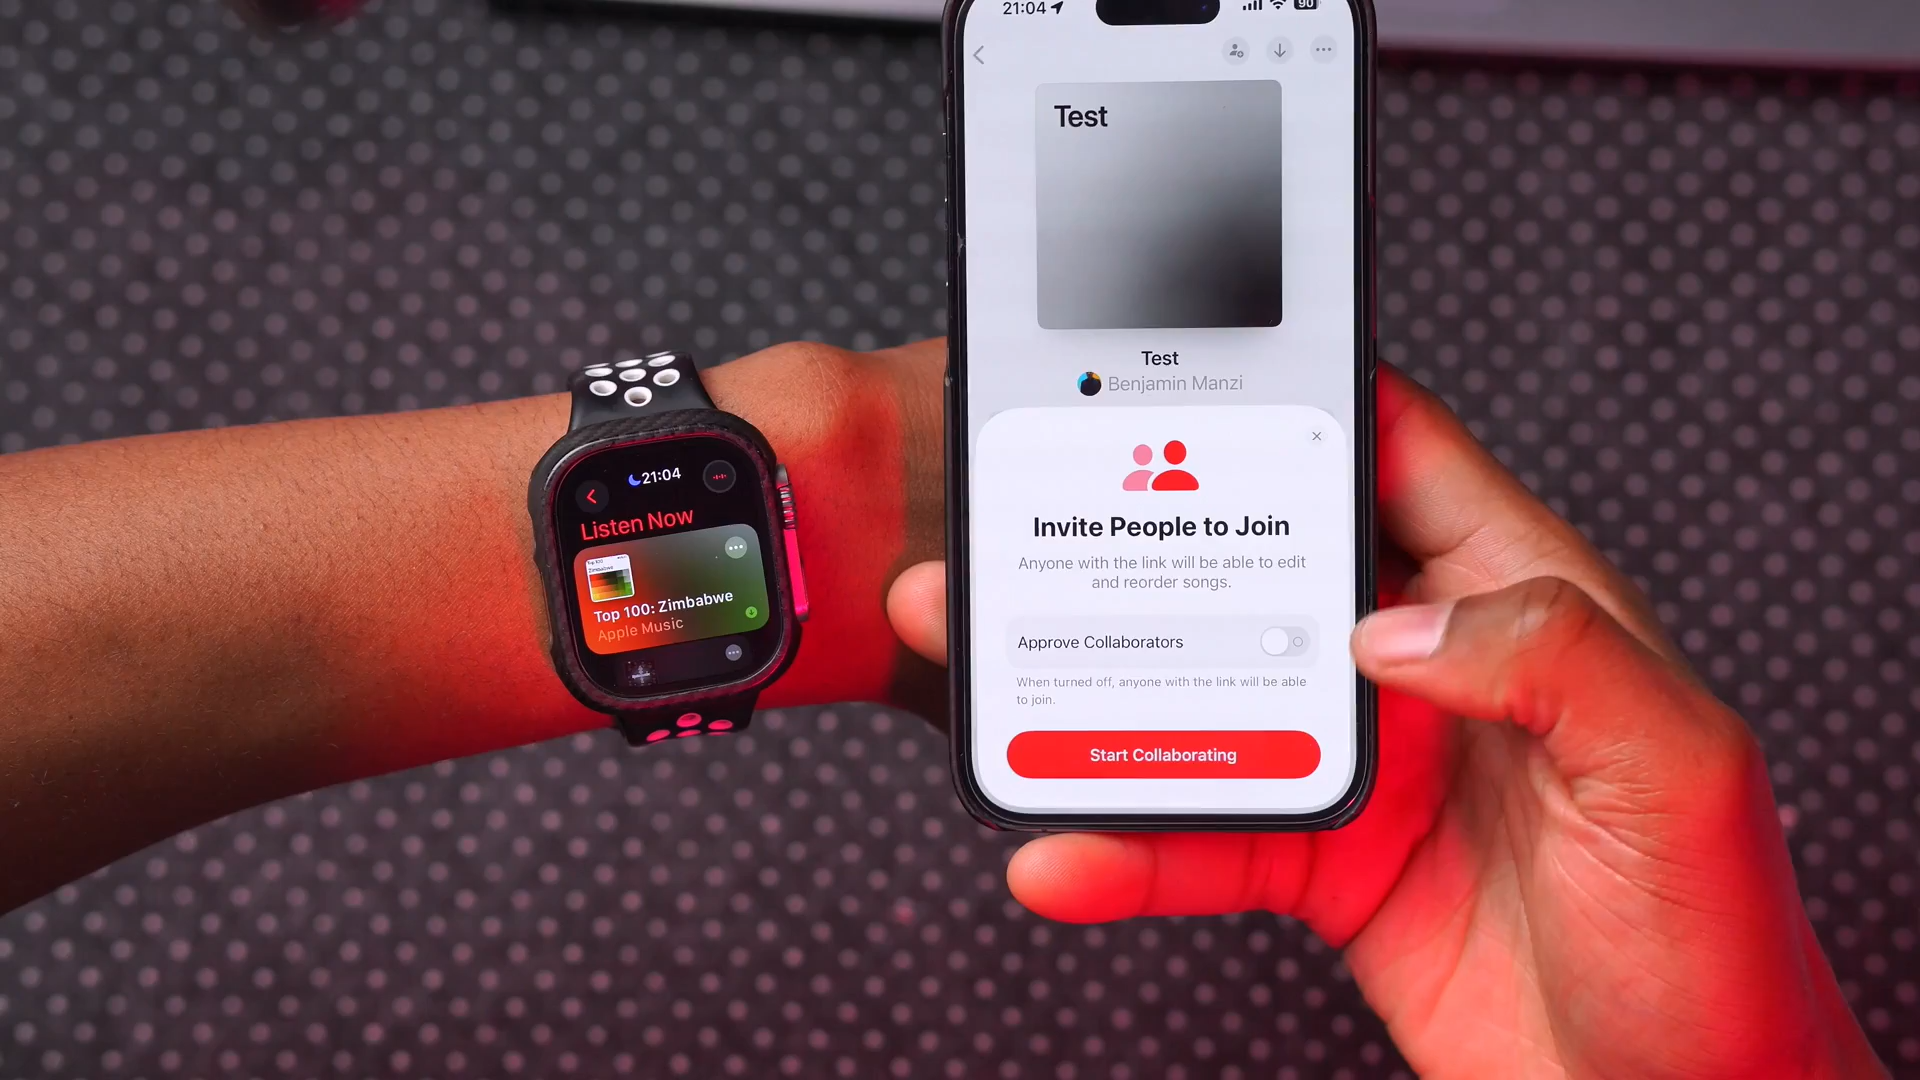 21:04
90
Test
Test
Benjamin Manzi
Invite People to Join
Anyone with the link will be able to edit
and reorder songs.
Approve Collaborators
When turned off, anyone with the link will be able
to join.
Start Collaborating
21:04
Listen Now
Top 100: Zimbabwe
Apple Music